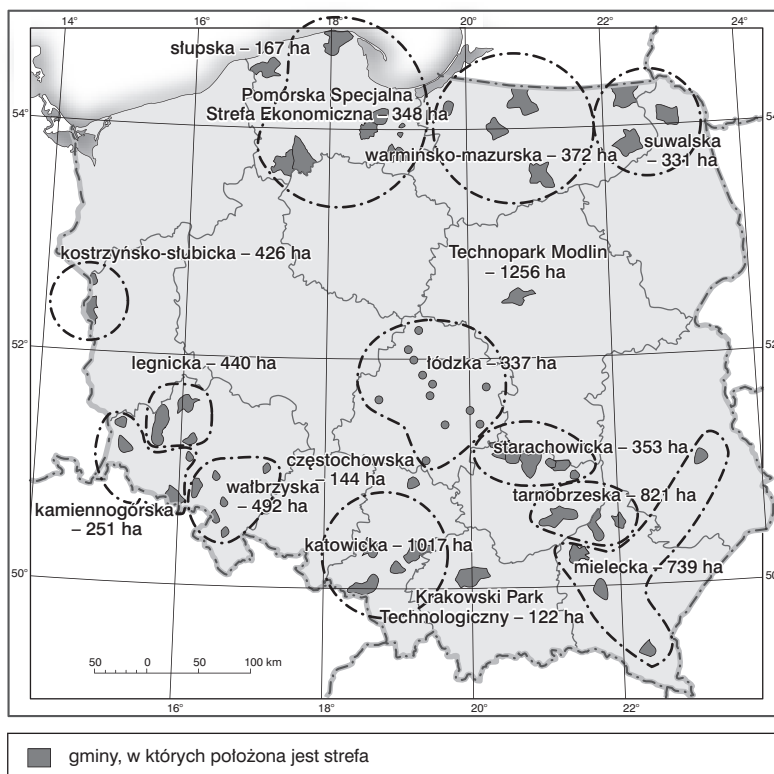 14°
16°
18°
20°
22°
24°
słupska – 167 ha
Pomorska Specjalna
Strefa Ekonomiczna – 348 ha
54°
54
suwalska
– 331 ha
warmińsko-mazurska – 372 ha
kostrzyńsko-słubicka – 426 ha
Technopark Modlin
– 1256 ha
52°
52
legnicka – 440 ha
łódzka – 337 ha
starachowicka – 353 ha
częstochowska
– 144 ha
wałbrzyska
– 492 ha
tarnobrzeska – 821 ha
kamiennogórska
– 251 ha
katowicka – 1017 ha
mielecka – 739 ha
50°
50
Krakowski Park
Technologiczny – 122 ha
50 0 50 100 km
16°
18°
20°
22°
gminy, w których położona jest strefa